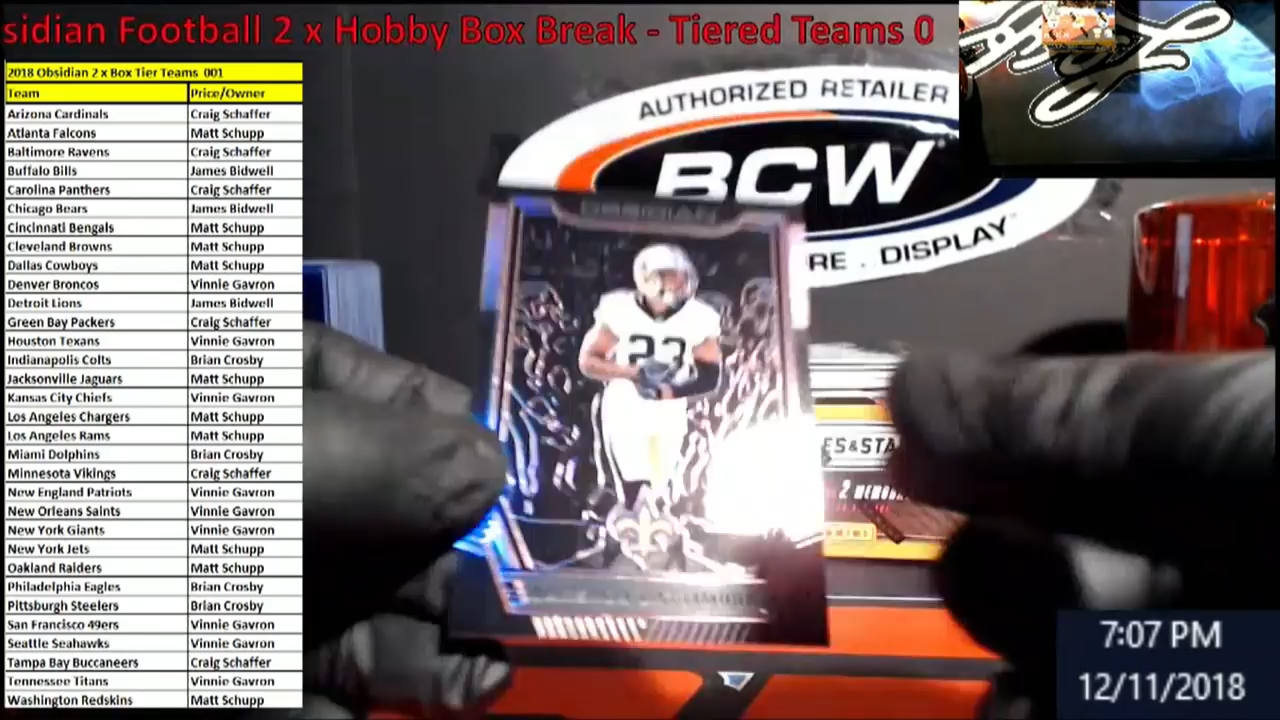 sidian Football 2 x Hobby Box Break - Tiered Teams 0
2018 Obsidian 2 x Box Tier Teams 001
Team Price/Owner
Arizona Cardinals Craig Schaffer
Atlanta Falcons Matt Schupp
Baltimore Ravens Craig Schaffer
Buffalo Bills James Bidwell
Carolina Panthers Craig Schaffer
Chicago Bears James Bidwell
Cincinnati Bengals Matt Schupp
Cleveland Browns Matt Schupp
Dallas Cowboys Matt Schupp
Denver Broncos Vinnie Gavron
Detroit Lions James Bidwell
Green Bay Packers Craig Schaffer
Houston Texans Vinnie Gavron
Indianapolis Colts Brian Crosby
Jacksonville Jaguars Matt Schupp
Kansas City Chiefs Vinnie Gavron
Los Angeles Chargers Matt Schupp
Los Angeles Rams Matt Schupp
Miami Dolphins Brian Crosby
Minnesota Vikings Craig Schaffer
New England Patriots Vinnie Gavron
New Orleans Saints Vinnie Gavron
New York Giants Vinnie Gavron
New York Jets Matt Schupp
Oakland Raiders Matt Schupp
Philadelphia Eagles Brian Crosby
Pittsburgh Steelers Brian Crosby
San Francisco 49ers Vinnie Gavron
Seattle Seahawks Vinnie Gavron
Tampa Bay Buccaneers Craig Schaffer
Tennessee Titans Vinnie Gavron
Washington Redskins Matt Schupp
AUTHORIZED RETAILER
BCW
RE . DISPLAY
OBSIDIAN
23
ES & STA
2 MEMOR
PANINI
7:07 PM
12/11/2018